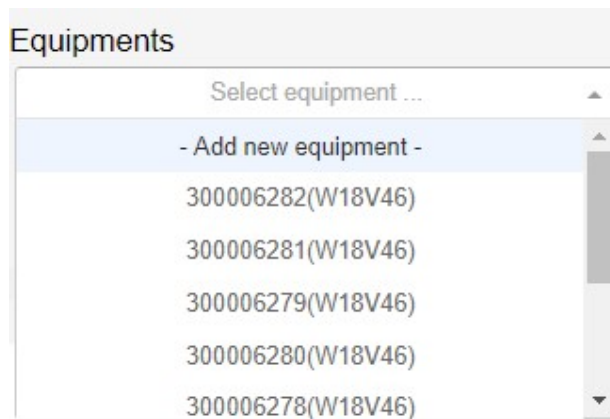 Equipments
Select equipment ...
- Add new equipment -
300006282(W18V46)
300006281(W18V46)
300006279(W18V46)
300006280(W18V46)
300006278(W18V46)